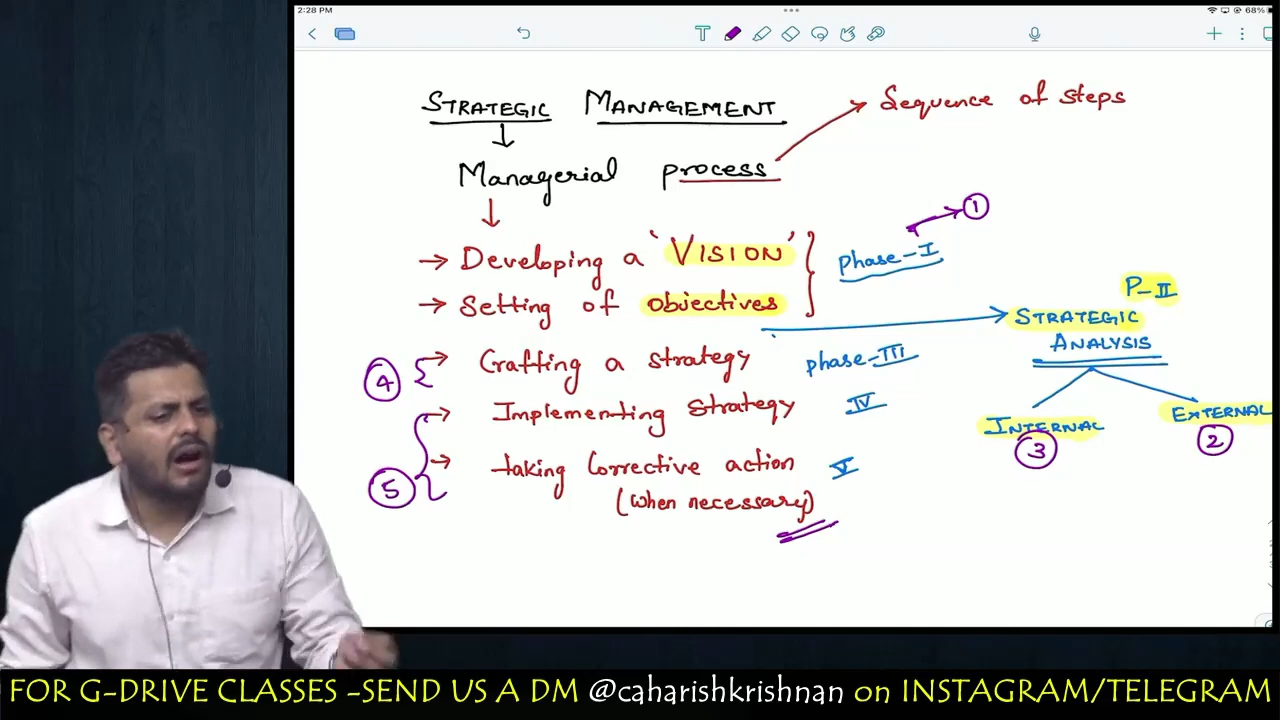 2:28 PM
68%
STRATEGIC MANAGEMENT
Sequence of steps
Managerial process
1
→ Developing a 'VISION'
phase-I
→ Setting of objectives
P-II
STRATEGIC
ANALYSIS
4
→ Crafting a strategy
phase-III
→ Implementing strategy
IV
INTERNAL
EXTERNAL
3
2
→ taking Corrective action
V
5
(when necessary)
FOR G-DRIVE CLASSES -SEND US A DM @caharishkrishnan on INSTAGRAM/TELEGRAM